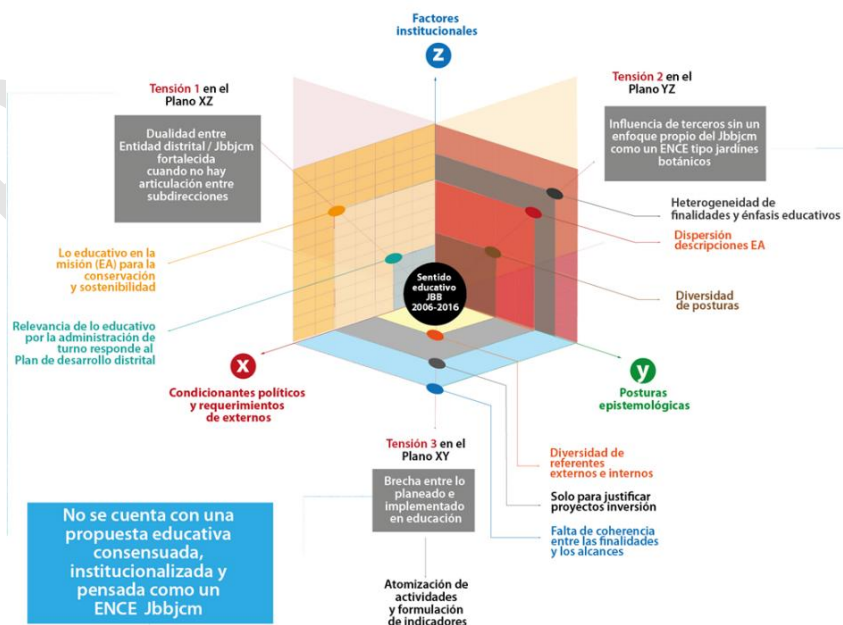 Factores
institucionales
z
Tensión 1 en el
Plano XZ
Dualidad entre
Entidad distrital / Jbbjcm
fortalecida
cuando no hay
articulación entre
subdirecciones
Tensión 2 en el
Plano YZ
Influencia de terceros sin un
enfoque propio del Jbbjcm
como un ENCE tipo jardines
botánicos
Heterogeneidad de
finalidades y énfasis educativos
Dispersión
descripciones EA
Diversidad
de posturas
Lo educativo en la
misión (EA) para la
conservación
y sostenibilidad
Relevancia de lo educativo
por la administración de
turno responde al
Plan de desarrollo distrital
Sentido
educativo
JBB
2006-2016
x
Condicionantes políticos
y requerimientos
de externos
y
Posturas
epistemológicas
Tensión 3 en el
Plano XY
Brecha entre lo
planeado e
implementado
en educación
Atomización de
actividades
y formulación
de indicadores
Diversidad de
referentes
externos e internos
Solo para justificar
proyectos inversión
Falta de coherencia
entre las finalidades
y los alcances
No se cuenta con una
propuesta educativa
consensuada,
institucionalizada y
pensada como un
ENCE Jbbjcm